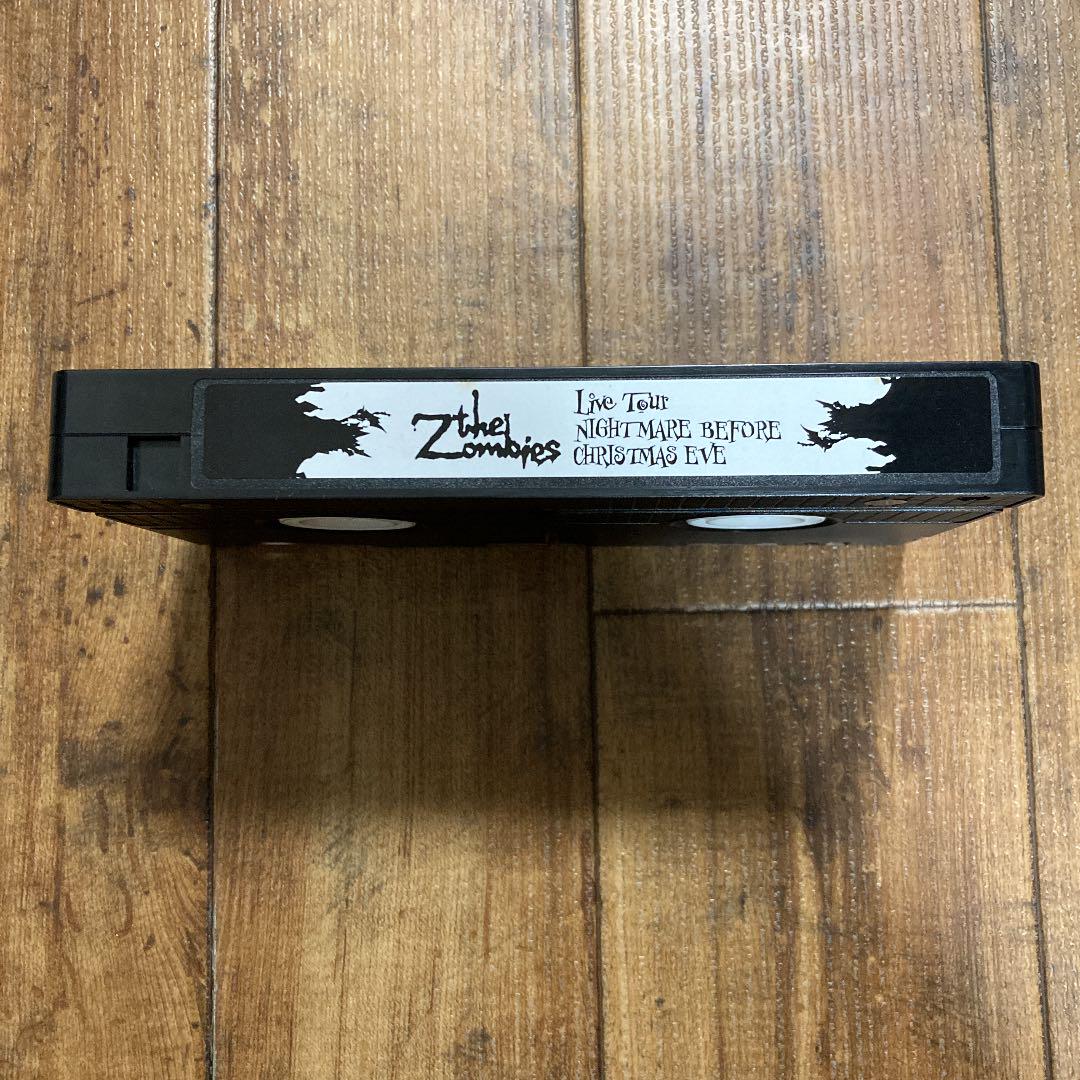 the Zombies
Live Tour
NIGHTMARE BEFORE
CHRISTMAS EVE